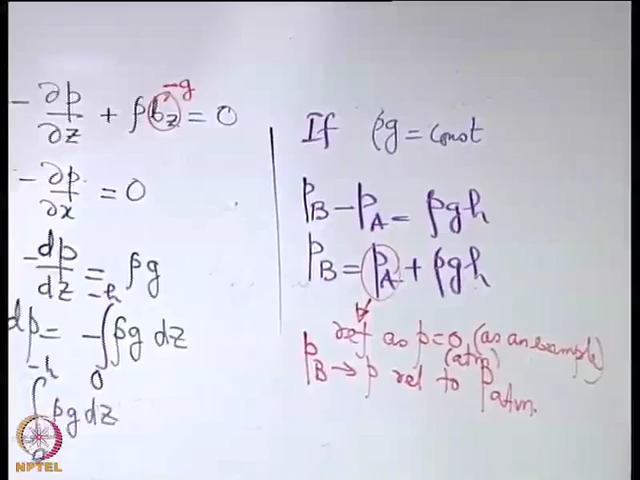 -∂p/∂z + ρb_z = 0
-g
-∂p/∂x = 0
-dp/dz = ρg
dp = -∫₀⁻ʰ ρg dz
∫₀⁻ʰ ρg dz
NPTEL
If ρg = const
p_B - p_A = ρgh
p_B = p_A + ρgh
ref as p = 0 (as an example)
(atm)
p_B → p rel to p_atm.